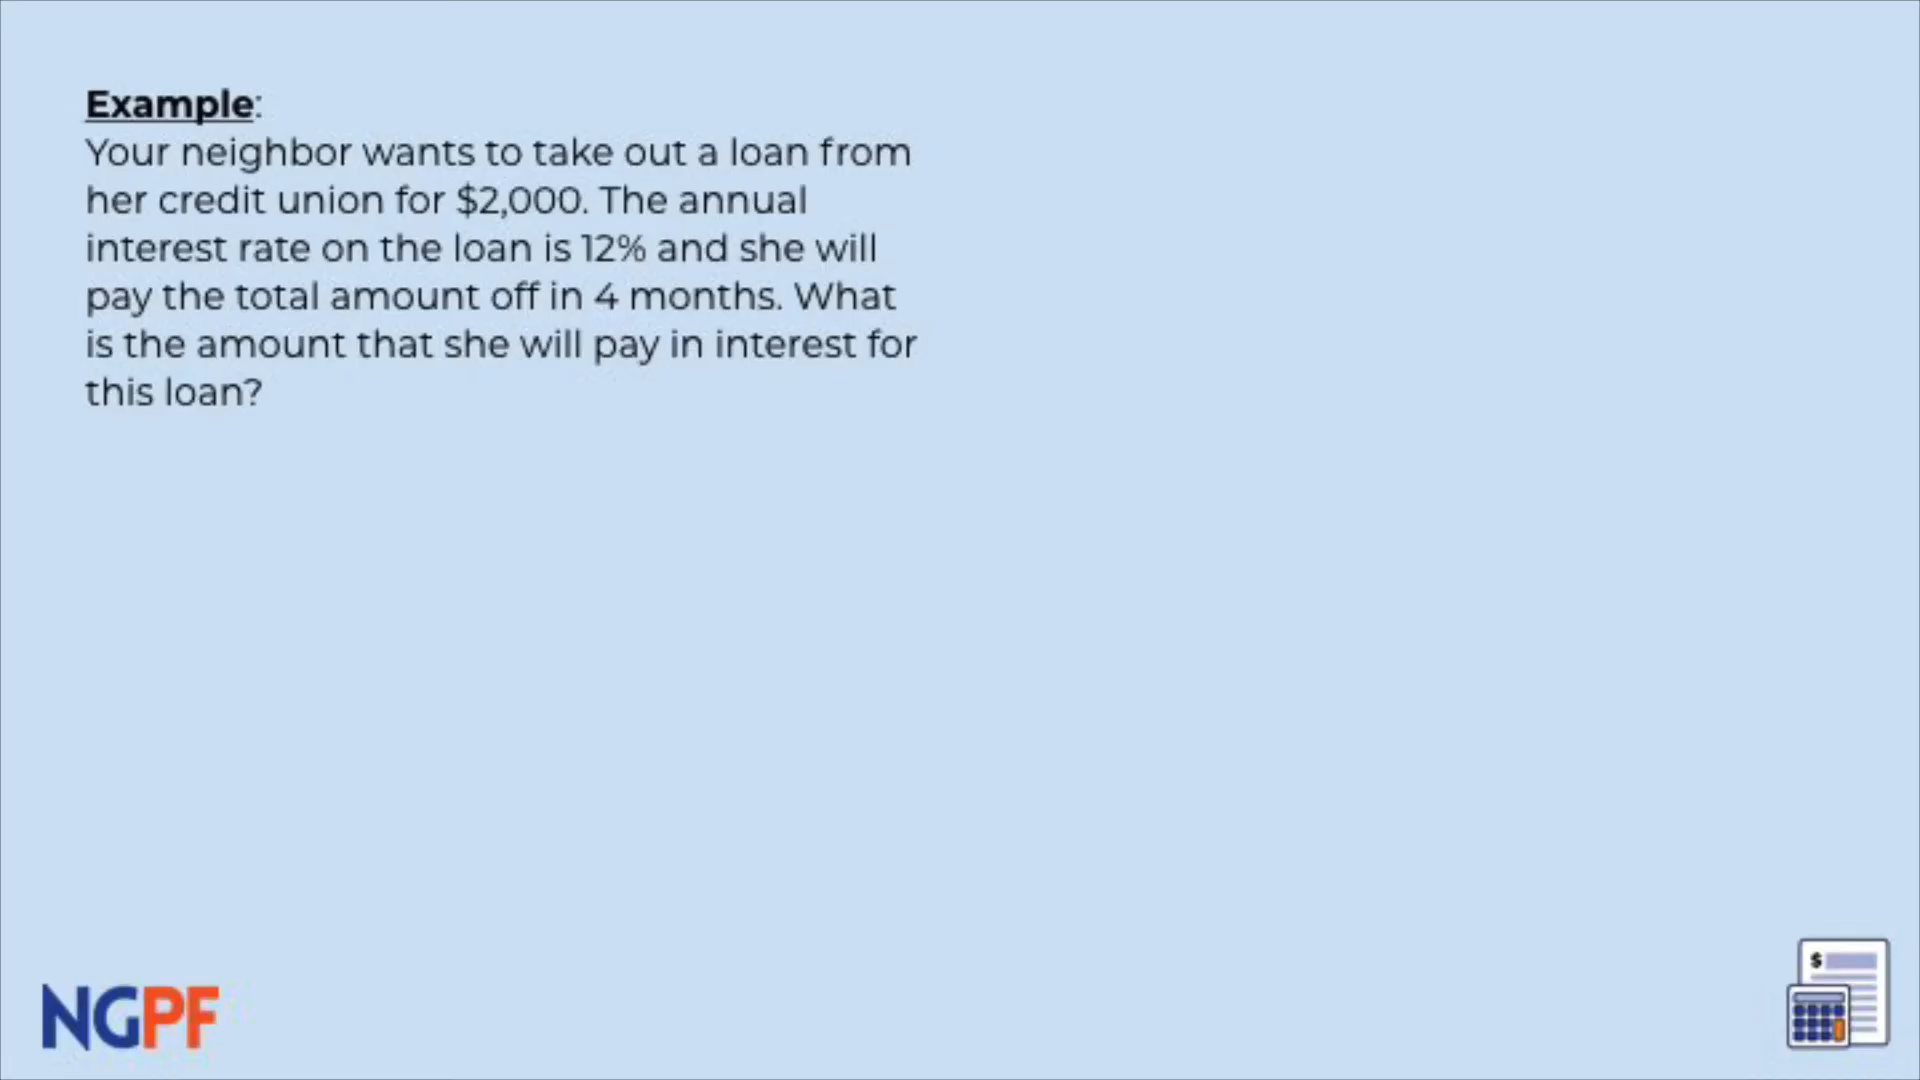 Example:
Your neighbor wants to take out a loan from
her credit union for $2,000. The annual
interest rate on the loan is 12% and she will
pay the total amount off in 4 months. What
is the amount that she will pay in interest for
this loan?
$
NGPF